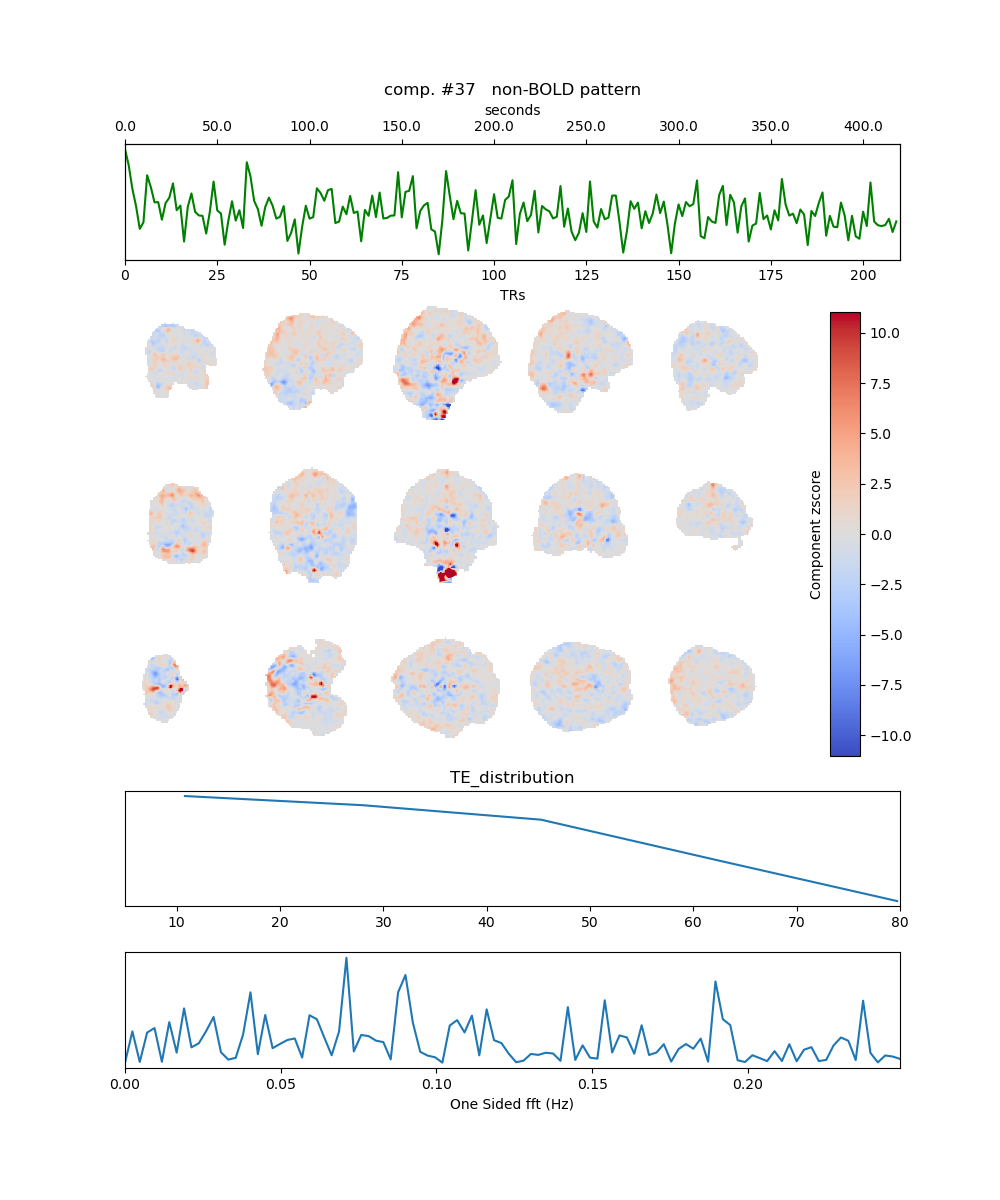 comp. #37   non-BOLD pattern
seconds
0.0 50.0 100.0 150.0 200.0 250.0 300.0 350.0 400.0
0 25 50 75 100 125 150 175 200
TRs
10.0
7.5
5.0
2.5
0.0
−2.5
−5.0
−7.5
−10.0
Component zscore
TE_distribution
10 20 30 40 50 60 70 80
0.00 0.05 0.10 0.15 0.20
One Sided fft (Hz)